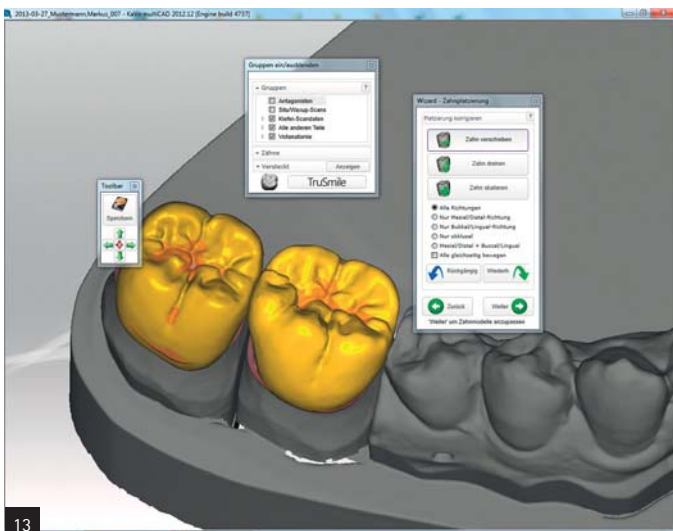 2013-03-27_Mustermann,Markus_007 - KaVo multiCAD 2012.12 [Engine build 4737]
Gruppen ein/ausblenden
Gruppen
?
Antagonisten
Situ/Waxup-Scans
Kiefer-Scandaten
Alle anderen Teile
Vollanatomie
Zähne
Versteckt
Anzeigen
TruSmile
Wizard - Zahnplatzierung
Platzierung korrigieren
?
Zahn verschieben
Zahn drehen
Zahn skalieren
Alle Richtungen
Nur Mesial/Distal-Richtung
Nur Bukkal/Lingual-Richtung
Nur okklusal
Mesial/Distal + Buccal/Lingual
Alle gleichzeitig bewegen
Rückgängig
Wiederh
Zurück
Weiter
'Weiter' um Zahnmodelle anzupassen
Toolbar
Speichern
13